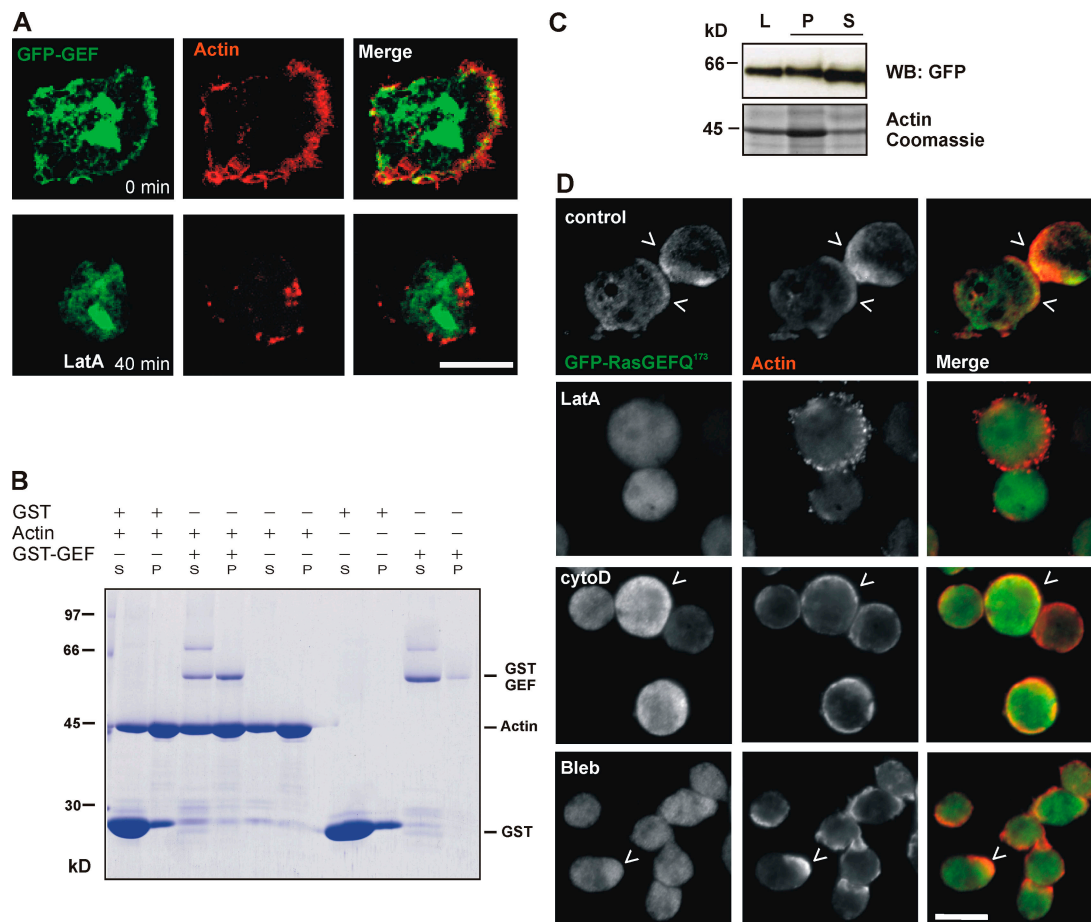 A
GFP-GEF
Actin
Merge
0 min
LatA
40 min
B
GST + + – – – – + + – –
Actin + + + + + + – – – –
GST-GEF – – + + – – – – + +
S P S P S P S P S P
97
66
45
30
kD
GST
GEF
Actin
GST
C
kD
L P S
66
WB: GFP
45
Actin
Coomassie
D
control
GFP-RasGEFQ¹⁷³
Actin
Merge
LatA
cytoD
Bleb